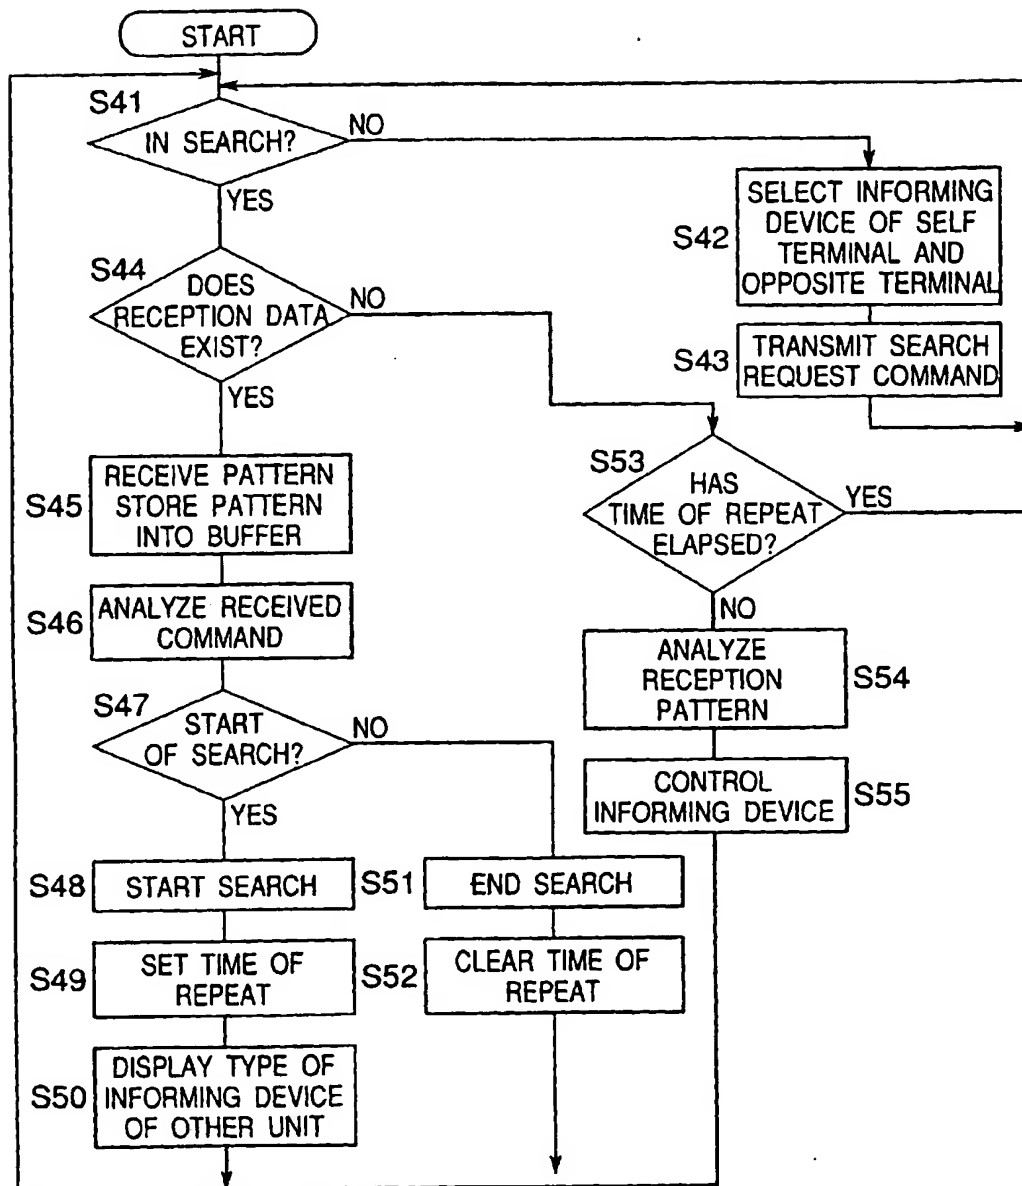 START
S41
IN SEARCH?
NO
YES
SELECT INFORMING
DEVICE OF SELF
TERMINAL AND
OPPOSITE TERMINAL
S42
S44
DOES
RECEPTION DATA
EXIST?
NO
YES
S43
TRANSMIT SEARCH
REQUEST COMMAND
S45
RECEIVE PATTERN
STORE PATTERN
INTO BUFFER
S53
HAS
TIME OF REPEAT
ELAPSED?
YES
NO
S46
ANALYZE RECEIVED
COMMAND
ANALYZE
RECEPTION
PATTERN
S54
S47
START
OF SEARCH?
NO
YES
CONTROL
INFORMING DEVICE
S55
S48
START SEARCH
S51
END SEARCH
S49
SET TIME OF
REPEAT
S52
CLEAR TIME OF
REPEAT
S50
DISPLAY TYPE OF
INFORMING DEVICE
OF OTHER UNIT